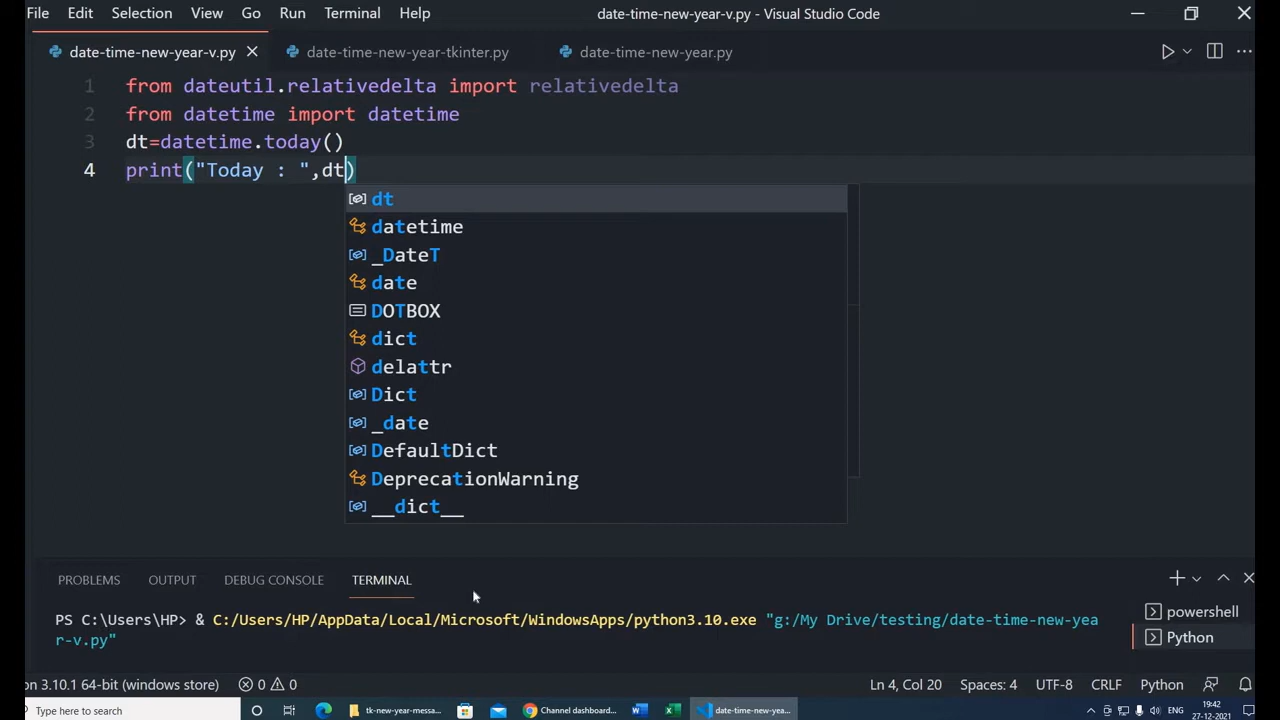 File Edit Selection View Go Run Terminal Help date-time-new-year-v.py - Visual Studio Code
date-time-new-year-v.py date-time-new-year-tkinter.py date-time-new-year.py
1 from dateutil.relativedelta import relativedelta
2 from datetime import datetime
3 dt=datetime.today()
4 print("Today : ",dt)
dt
datetime
_DateT
date
DOTBOX
dict
delattr
Dict
_date
DefaultDict
DeprecationWarning
__dict__
PROBLEMS OUTPUT DEBUG CONSOLE TERMINAL
PS C:\Users\HP> & C:/Users/HP/AppData/Local/Microsoft/WindowsApps/python3.10.exe "g:/My Drive/testing/date-time-new-yea
r-v.py"
powershell
Python
on 3.10.1 64-bit (windows store) 0 0 Ln 4, Col 20 Spaces: 4 UTF-8 CRLF Python
Type here to search tk-new-year-messa... Channel dashboard... date-time-new-yea... ENG 19:42
27-12-2021